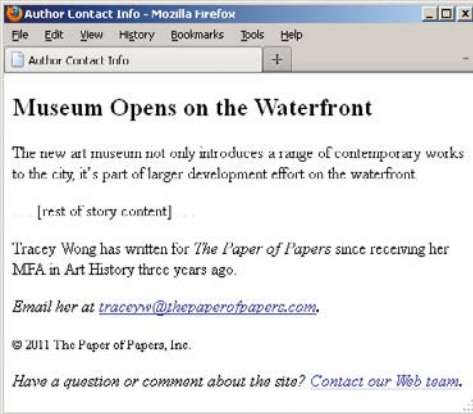 Author Contact Info - Mozilla Firefox
File Edit View History Bookmarks Tools Help
Author Contact Info +
Museum Opens on the Waterfront
The new art museum not only introduces a range of contemporary works
to the city, it's part of larger development effort on the waterfront
. . . [rest of story content] . . .
Tracey Wong has written for The Paper of Papers since receiving her
MFA in Art History three years ago.
Email her at traceyw@thepaperofpapers.com.
© 2011 The Paper of Papers, Inc.
Have a question or comment about the site? Contact our Web team.